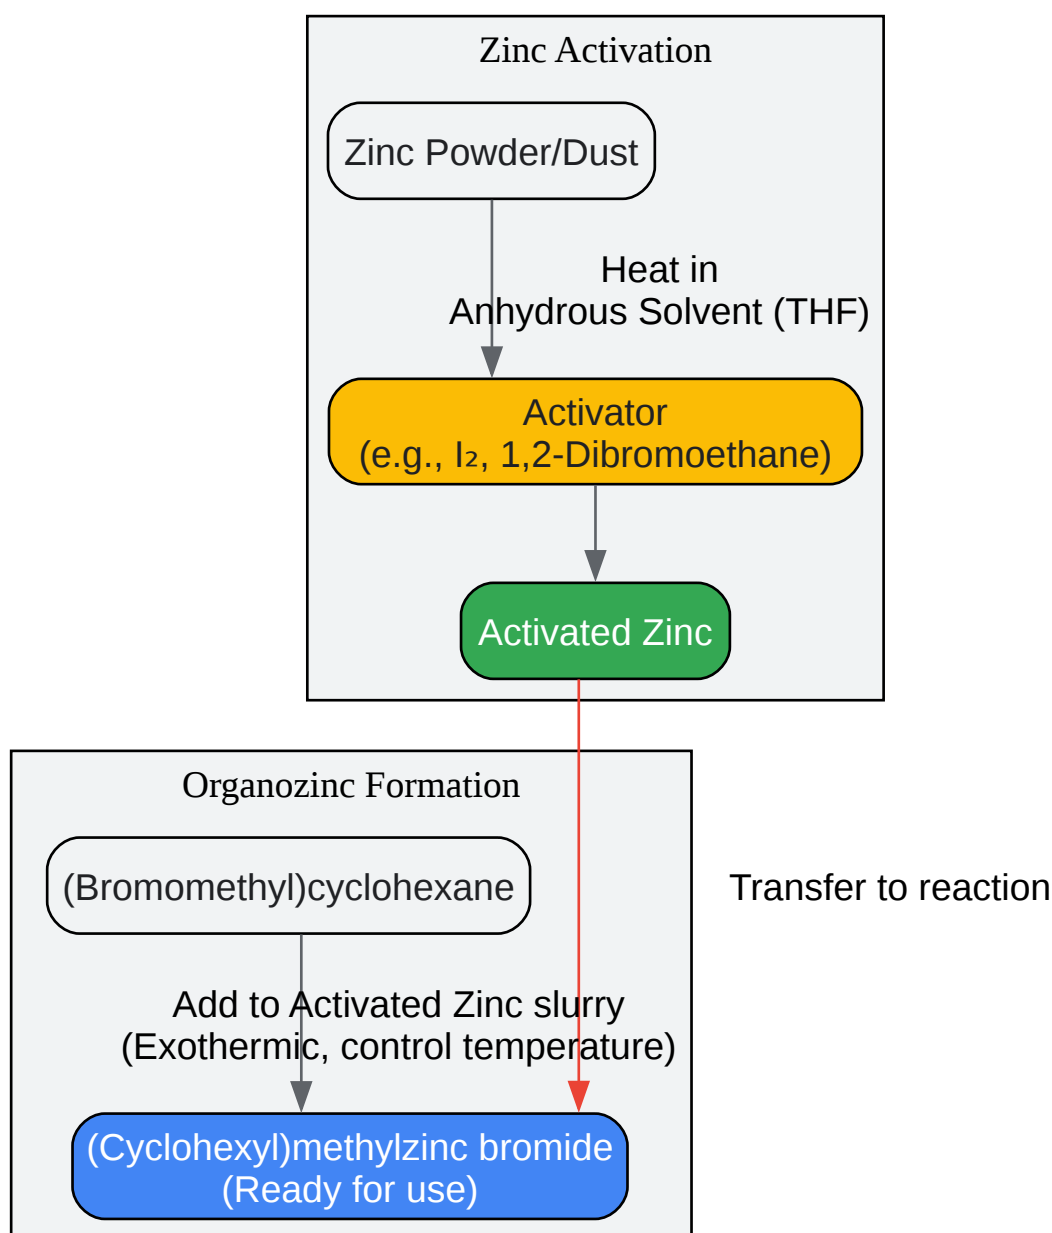 Zinc Activation
Zinc Powder/Dust
Heat in
Anhydrous Solvent (THF)
Activator
(e.g., I₂, 1,2-Dibromoethane)
Activated Zinc
Organozinc Formation
(Bromomethyl)cyclohexane
Transfer to reaction
Add to Activated Zinc slurry
(Exothermic, control temperature)
(Cyclohexyl)methylzinc bromide
(Ready for use)